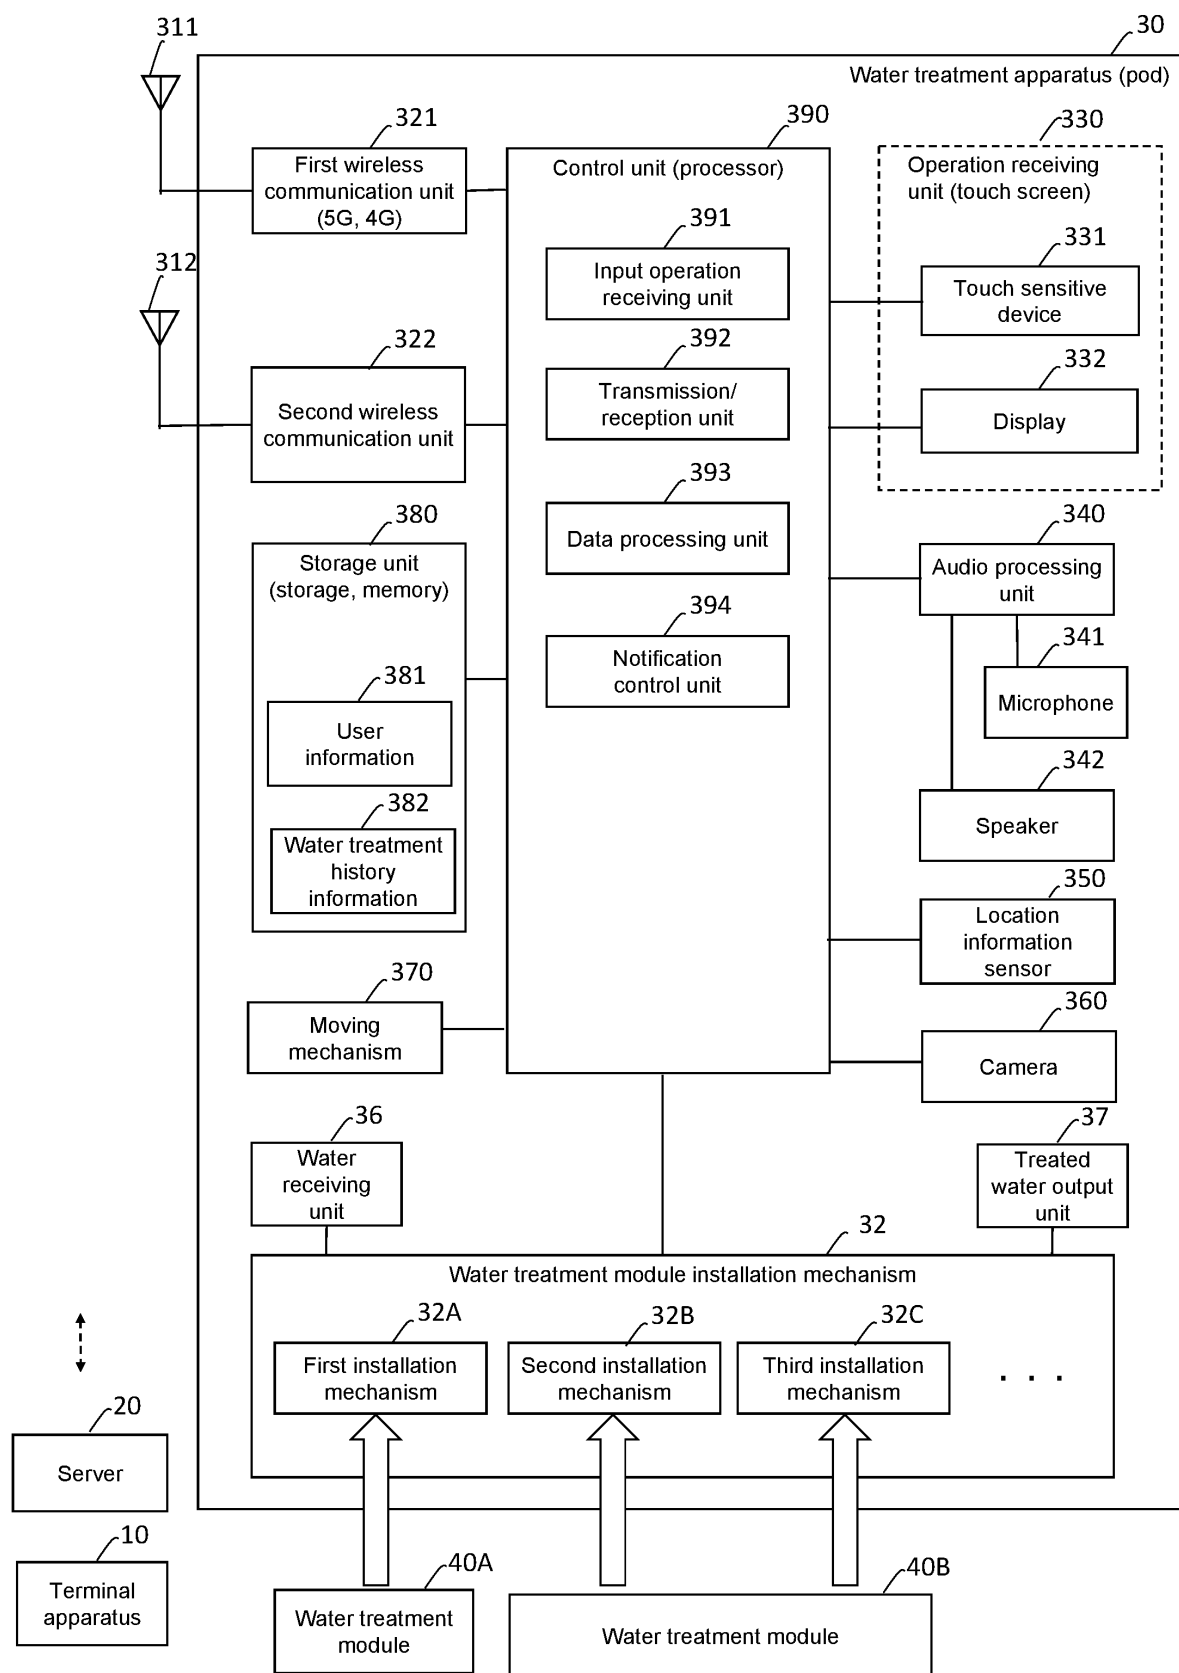 30
Water treatment apparatus (pod)
311
321
First wireless
communication unit
(5G, 4G)
312
322
Second wireless
communication unit
380
Storage unit
(storage, memory)
381
User
information
382
Water treatment
history
information
370
Moving
mechanism
390
Control unit (processor)
391
Input operation
receiving unit
392
Transmission/
reception unit
393
Data processing unit
394
Notification
control unit
330
Operation receiving
unit (touch screen)
331
Touch sensitive
device
332
Display
340
Audio processing
unit
341
Microphone
342
Speaker
350
Location
information
sensor
360
Camera
36
Water
receiving
unit
37
Treated
water output
unit
32
Water treatment module installation mechanism
32A
First installation
mechanism
32B
Second installation
mechanism
32C
Third installation
mechanism
. . .
20
Server
10
Terminal
apparatus
40A
Water treatment
module
40B
Water treatment module